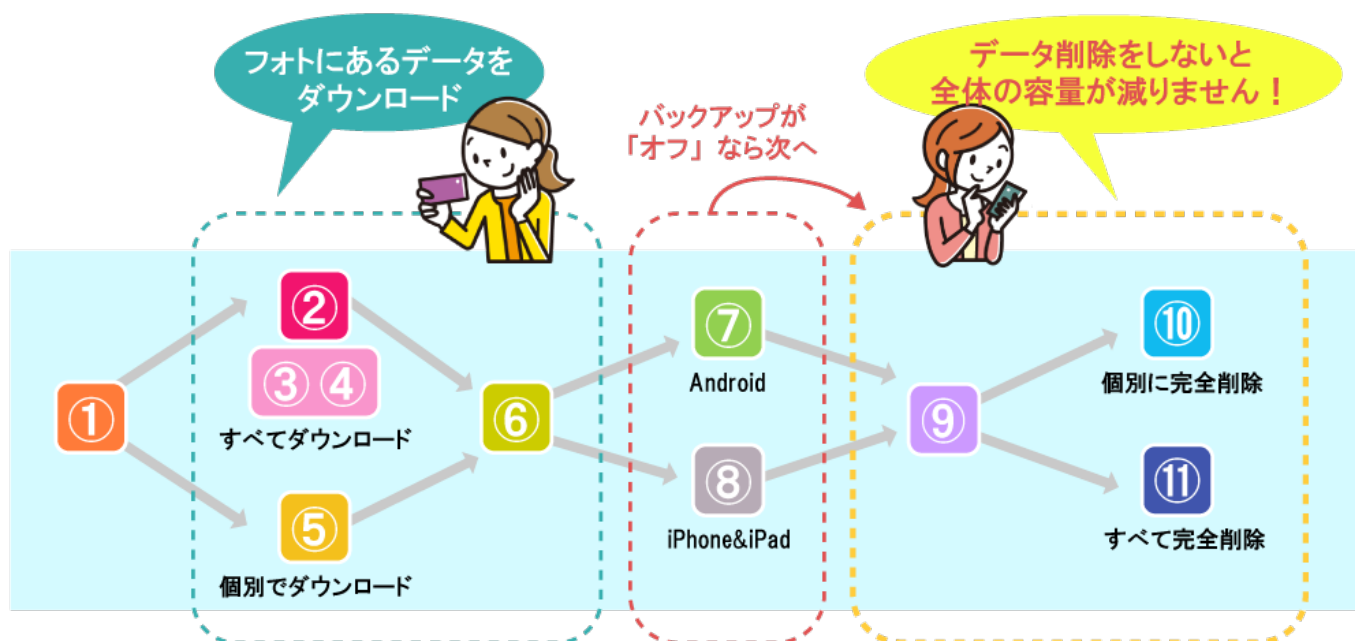 フォトにあるデータを
ダウンロード
バックアップが
「オフ」なら次へ
データ削除をしないと
全体の容量が減りません！
①
②
③ ④
すべてダウンロード
⑤
個別でダウンロード
⑥
⑦
Android
⑧
iPhone&iPad
⑨
⑩
個別に完全削除
⑪
すべて完全削除